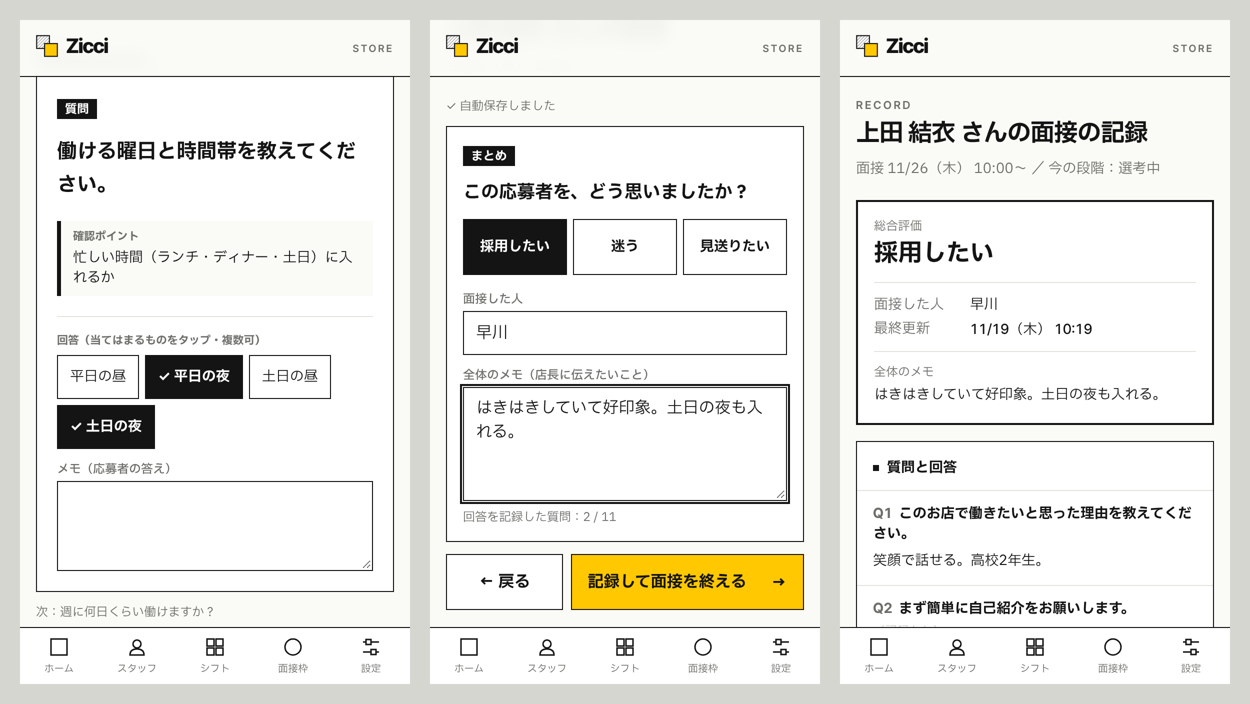 Zicci
STORE
質問
働ける曜日と時間帯を教えてくだ
さい。
確認ポイント
忙しい時間（ランチ・ディナー・土日）に入
れるか
回答（当てはまるものをタップ・複数可）
平日の昼
✓ 平日の夜
土日の昼
✓ 土日の夜
メモ（応募者の答え）
次：週に何日くらい働けますか？
ホーム
スタッフ
シフト
面接枠
設定
Zicci
STORE
✓ 自動保存しました
まとめ
この応募者を、どう思いましたか？
採用したい
迷う
見送りたい
面接した人
早川
全体のメモ（店長に伝えたいこと）
はきはきしていて好印象。土日の夜も入
れる。
回答を記録した質問：2 / 11
← 戻る
記録して面接を終える →
ホーム
スタッフ
シフト
面接枠
設定
Zicci
STORE
RECORD
上田 結衣 さんの面接の記録
面接 11/26（木） 10:00〜 ／ 今の段階：選考中
総合評価
採用したい
面接した人 早川
最終更新 11/19（木） 10:19
全体のメモ
はきはきしていて好印象。土日の夜も入れる。
■ 質問と回答
Q1 このお店で働きたいと思った理由を教えてくだ
さい。
笑顔で話せる。高校2年生。
Q2 まず簡単に自己紹介をお願いします。
ホーム
スタッフ
シフト
面接枠
設定